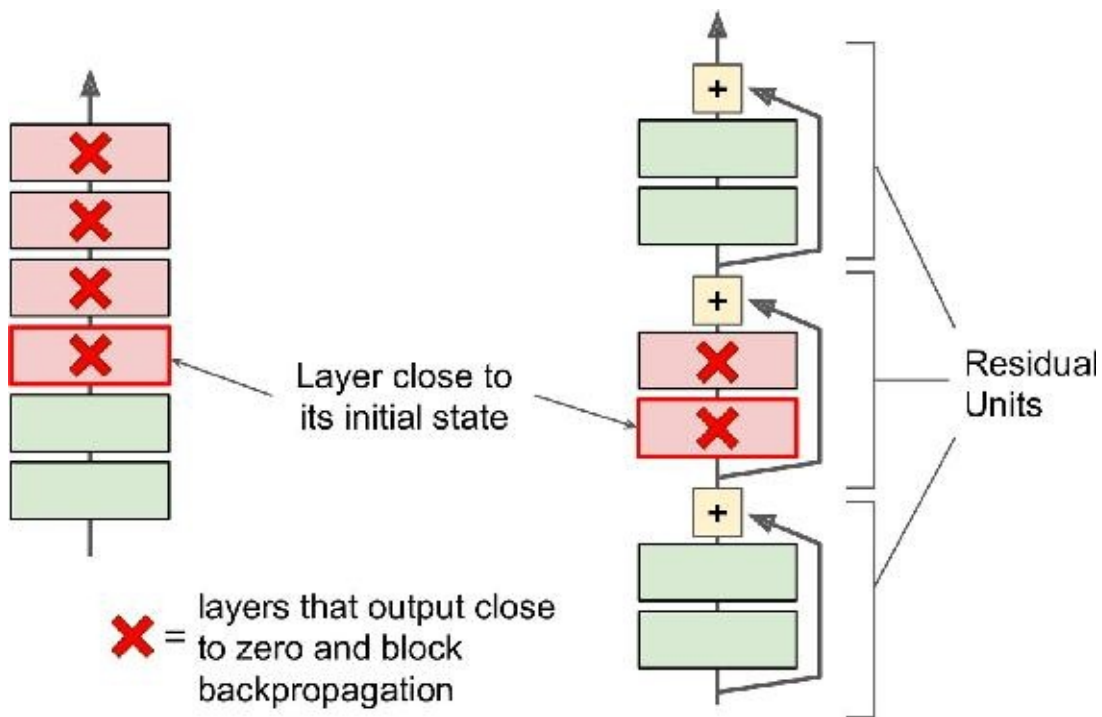 +
+
Layer close to
its initial state
Residual
Units
+
= layers that output close
to zero and block
backpropagation